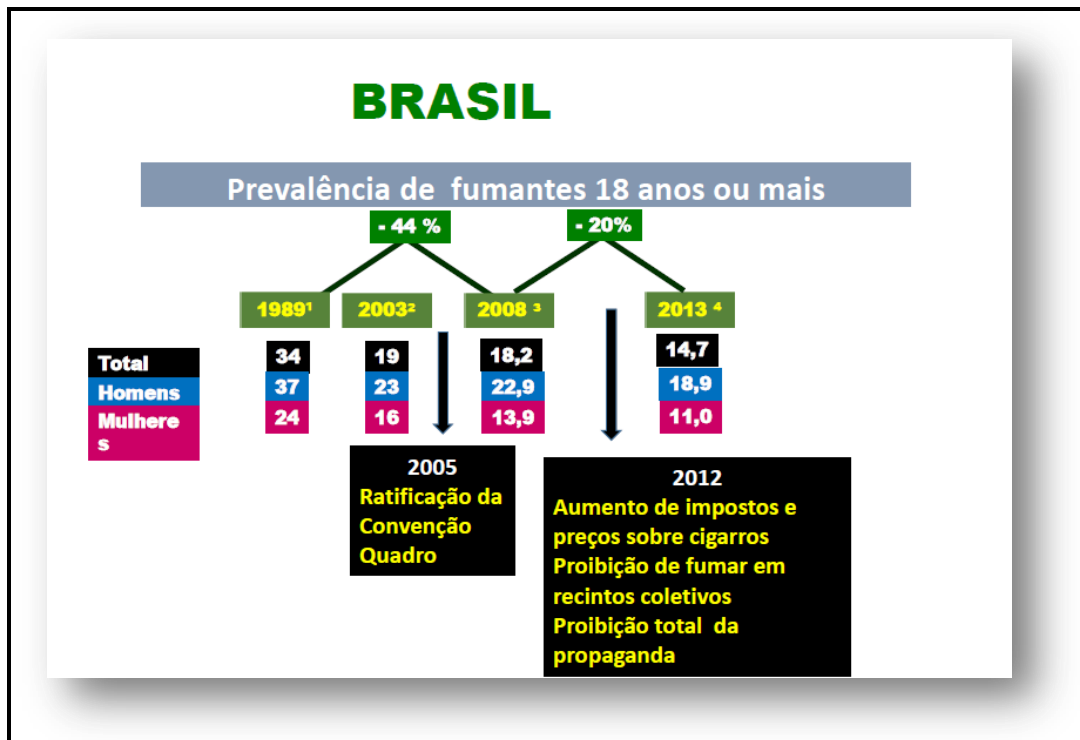 BRASIL
Prevalência de fumantes 18 anos ou mais
- 44 %
- 20%
1989¹
2003²
2008 ³
2013 ⁴
Total
34
19
18,2
14,7
Homens
37
23
22,9
18,9
Mulhere
s
24
16
13,9
11,0
2005
Ratificação da
Convenção
Quadro
2012
Aumento de impostos e
preços sobre cigarros
Proibição de fumar em
recintos coletivos
Proibição total da
propaganda